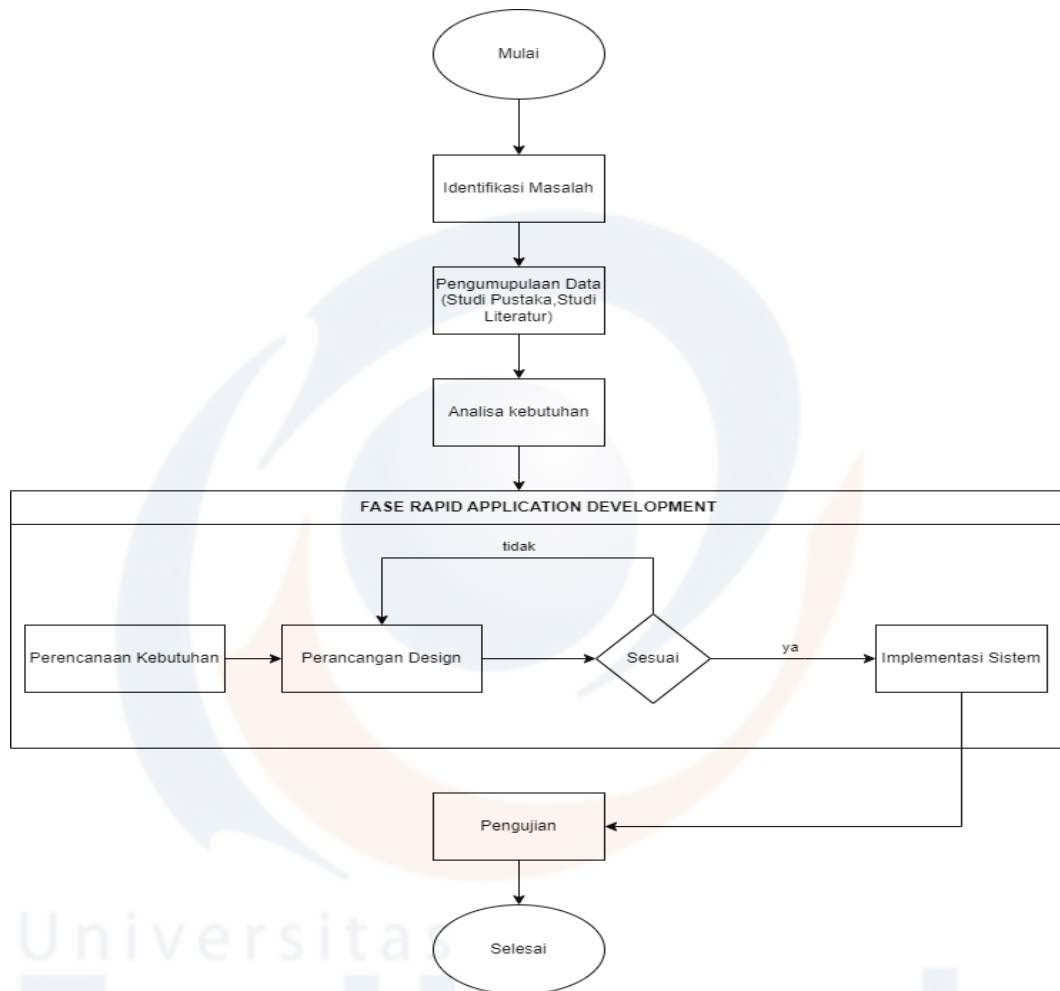 Mulai
Identifikasi Masalah
Pengumupulaan Data
(Studi Pustaka,Studi
Literatur)
Analisa kebutuhan
FASE RAPID APPLICATION DEVELOPMENT
tidak
Perencanaan Kebutuhan
Perancangan Design
Sesuai
ya
Implementasi Sistem
Pengujian
Selesai
Universitas